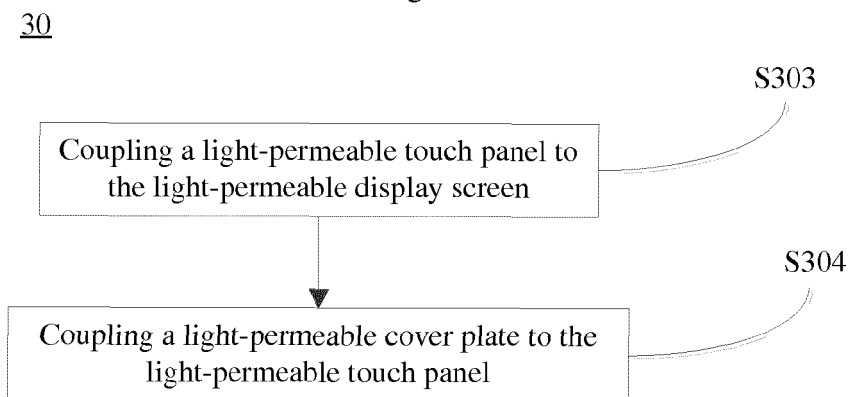 30
S303
Coupling a light-permeable touch panel to
the light-permeable display screen
S304
Coupling a light-permeable cover plate to the
light-permeable touch panel